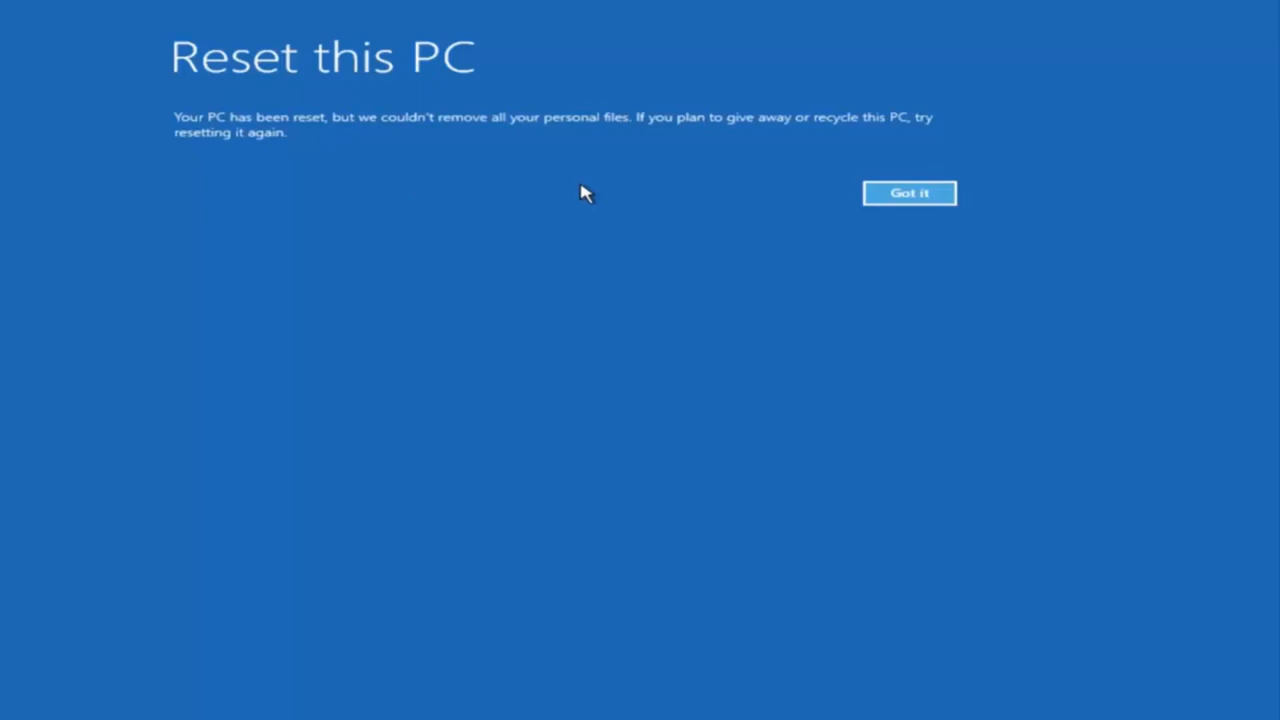 Reset this PC
Your PC has been reset, but we couldn't remove all your personal files. If you plan to give away or recycle this PC, try
resetting it again.
Got it